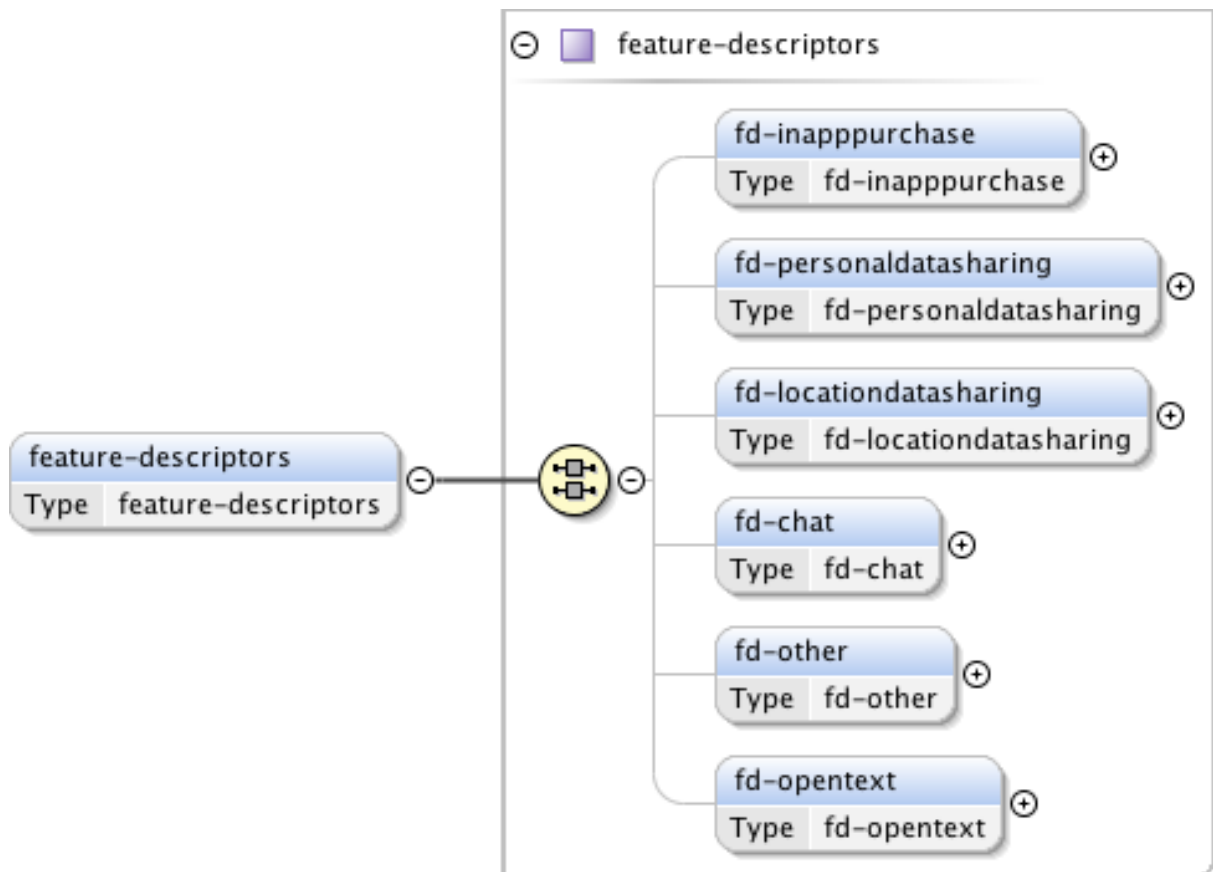 feature-descriptors
fd-inapppurchase
Type fd-inapppurchase
fd-personaldatasharing
Type fd-personaldatasharing
fd-locationdatasharing
Type fd-locationdatasharing
feature-descriptors
Type feature-descriptors
fd-chat
Type fd-chat
fd-other
Type fd-other
fd-opentext
Type fd-opentext